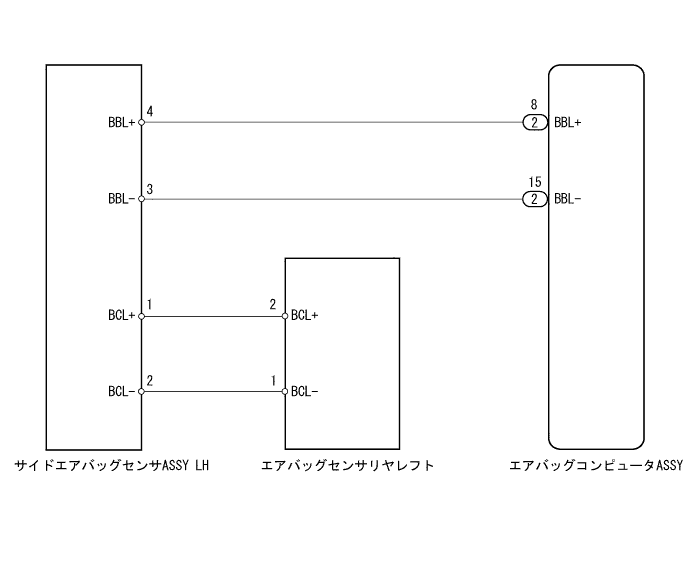 4 8
BBL+ 2 BBL+
3 15
BBL- 2 BBL-
1 2
BCL+ BCL+
2 1
BCL- BCL-
サイドエアバッグセンサASSY LH エアバッグセンサリヤレフト エアバッグコンピュータASSY